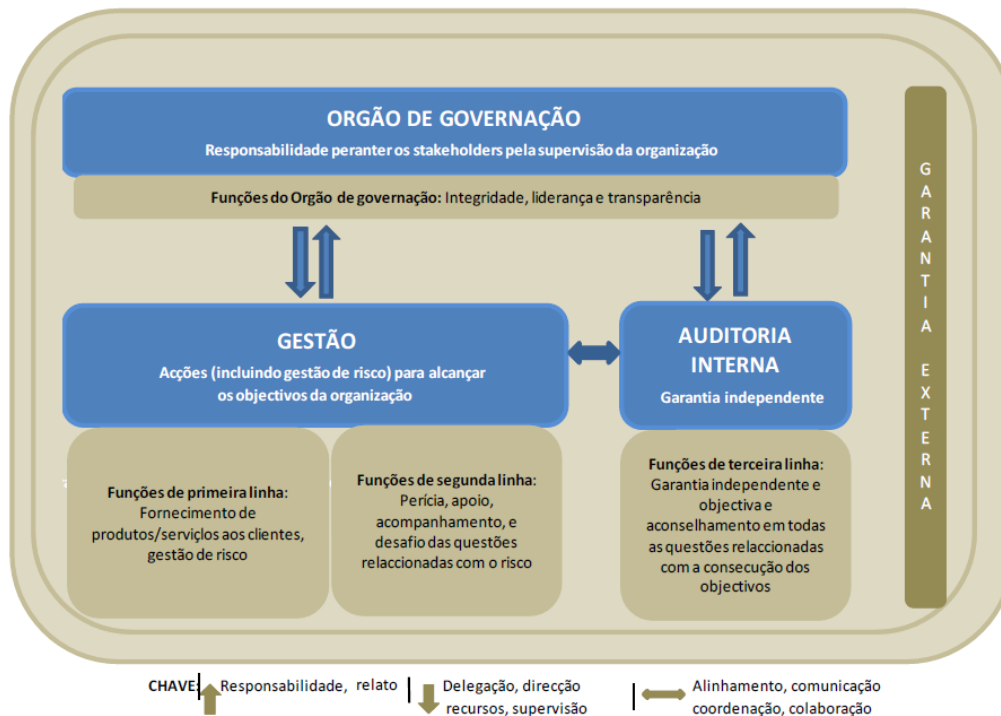 ORGÃO DE GOVERNAÇÃO
Responsabilidade peranter os stakeholders pela supervisão da organização
Funções do Orgão de governação: Integridade, liderança e transparência
GESTÃO
Acções (incluindo gestão de risco) para alcançar
os objectivos da organização
AUDITORIA
INTERNA
Garantia independente
Funções de primeira linha:
Fornecimento de
produtos/serviçlos aos clientes,
gestão de risco
Funções de segunda linha:
Perícia, apoio,
acompanhamento, e
desafio das questões
relaccionadas com o risco
Funções de terceira linha:
Garantia independente e
objectiva e
aconselhamento em todas
as questões relaccionadas
com a consecução dos
objectivos
GARANTIA EXTERNA
CHAVE: Responsabilidade, relato
Delegação, direcção
recursos, supervisão
Alinhamento, comunicação
coordenação, colaboração